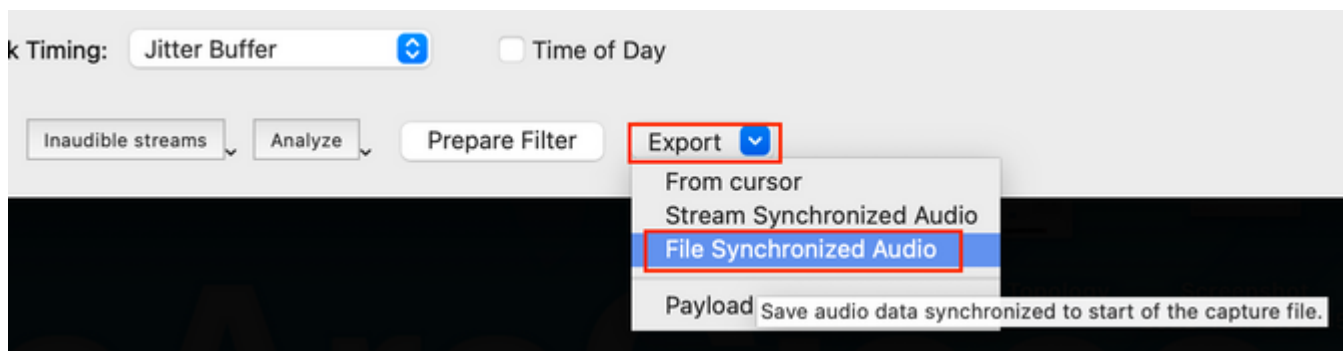 k Timing: Jitter Buffer Time of Day
Inaudible streams Analyze Prepare Filter Export
From cursor
Stream Synchronized Audio
File Synchronized Audio
Payload
Save audio data synchronized to start of the capture file.